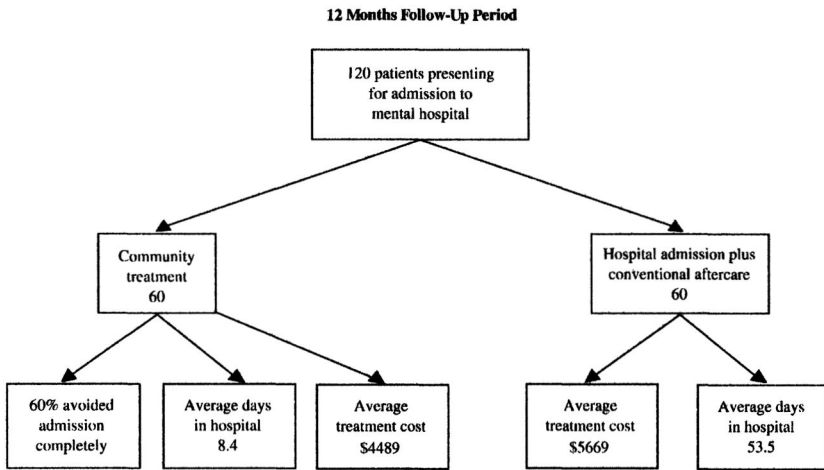 12 Months Follow-Up Period
120 patients presenting
for admission to
mental hospital
Community
treatment
60
Hospital admission plus
conventional aftercare
60
60% avoided
admission
completely
Average days
in hospital
8.4
Average
treatment cost
$4489
Average
treatment cost
$5669
Average days
in hospital
53.5